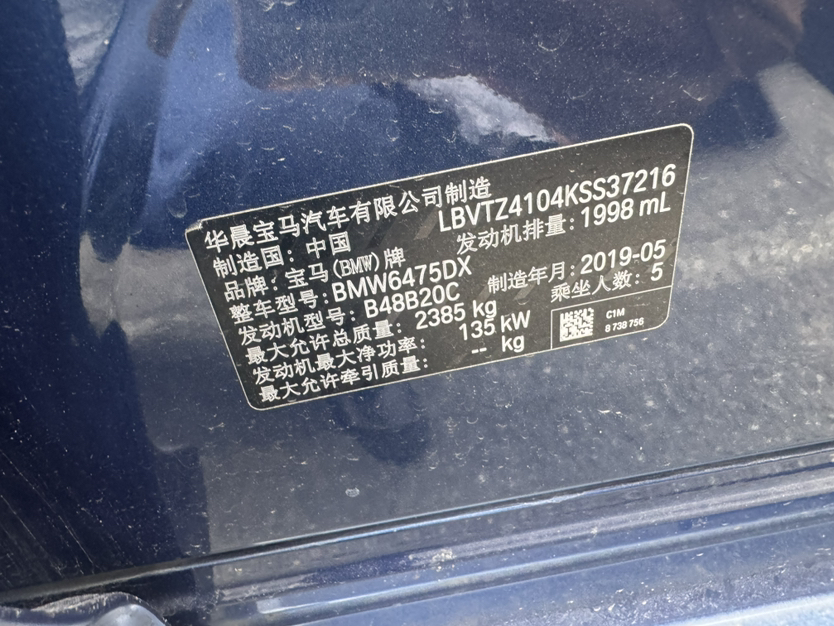 华晨宝马汽车有限公司制造
制造国：中国 LBVTZ4104KSS37216
品牌：宝马(BMW)牌 发动机排量：1998 mL
整车型号：BMW6475DX
发动机型号：B48B20C 制造年月：2019-05
最大允许总质量：2385 kg 乘坐人数：5
发动机最大净功率：135 kW
最大允许牵引质量：-- kg
C1M
8 738 756